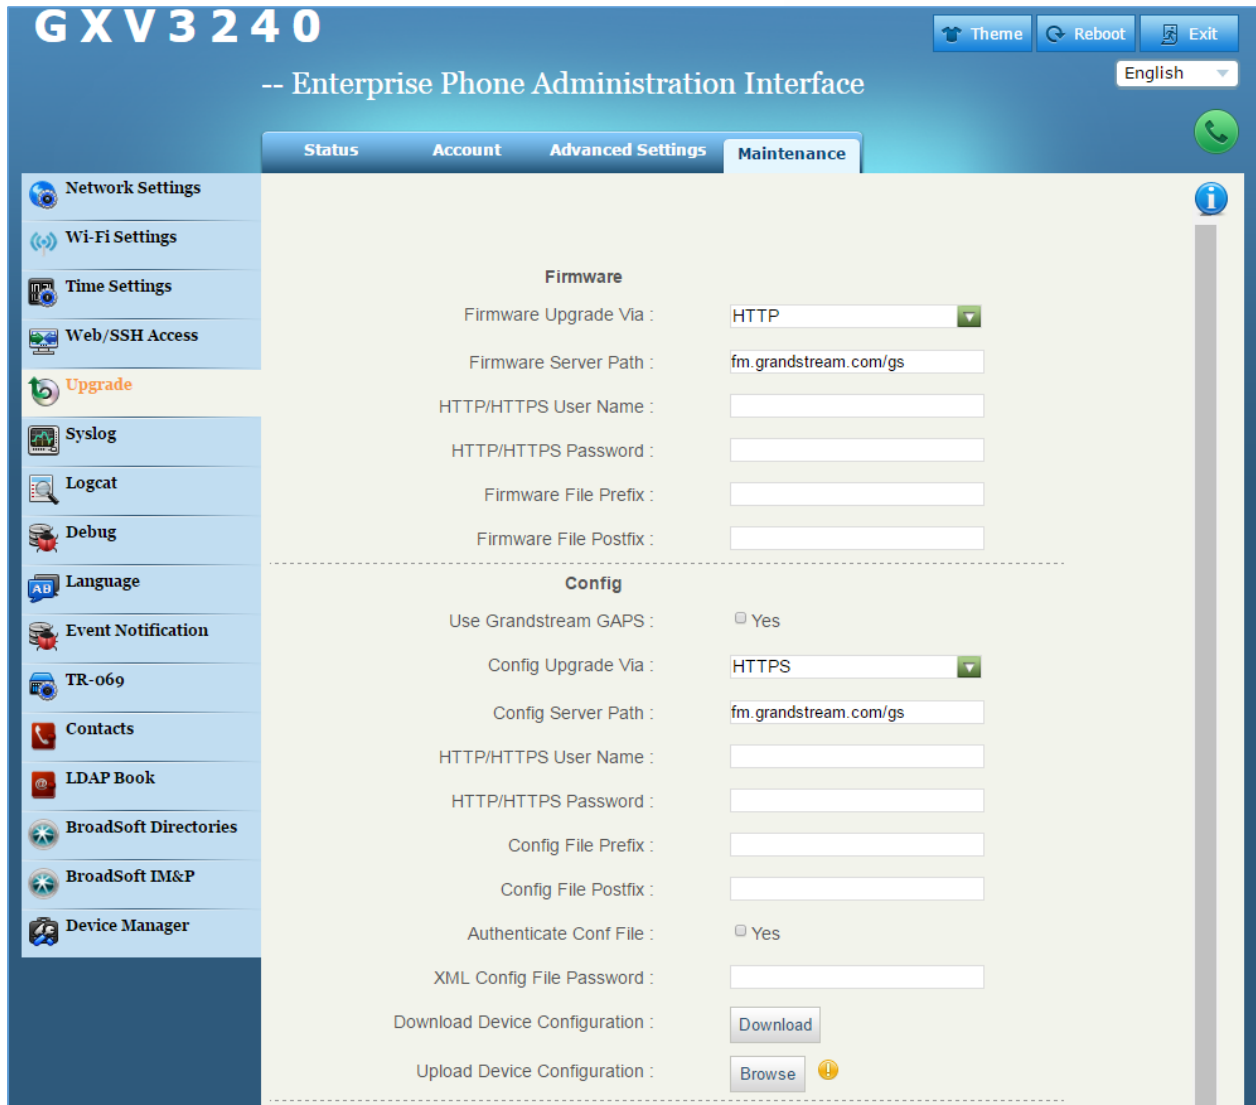 GXV3240
Theme
Reboot
Exit
-- Enterprise Phone Administration Interface
English
Status
Account
Advanced Settings
Maintenance
Network Settings
Wi-Fi Settings
Time Settings
Web/SSH Access
Upgrade
Syslog
Logcat
Debug
Language
Event Notification
TR-069
Contacts
LDAP Book
BroadSoft Directories
BroadSoft IM&P
Device Manager
Firmware
Firmware Upgrade Via : HTTP
Firmware Server Path : fm.grandstream.com/gs
HTTP/HTTPS User Name :
HTTP/HTTPS Password :
Firmware File Prefix :
Firmware File Postfix :
Config
Use Grandstream GAPS : Yes
Config Upgrade Via : HTTPS
Config Server Path : fm.grandstream.com/gs
HTTP/HTTPS User Name :
HTTP/HTTPS Password :
Config File Prefix :
Config File Postfix :
Authenticate Conf File : Yes
XML Config File Password :
Download Device Configuration : Download
Upload Device Configuration : Browse